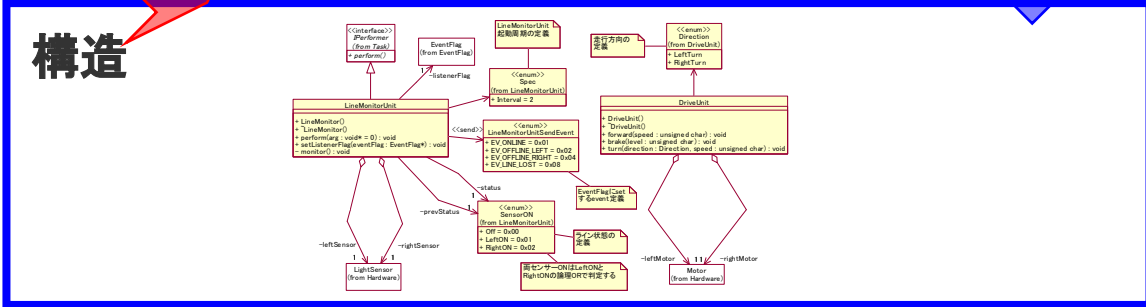 構造
<<interface>>
IPerformer
(from Task)
+ perform()
EventFlag
(from EventFlag)
1
-listenerFlag
LineMonitorUnit
起動周期の定義
<<enum>>
Spec
(from LineMonitorUnit)
+ Interval = 2
走行方向の
定義
<<enum>>
Direction
(from DriveUnit)
+ LeftTurn
+ RightTurn
LineMonitorUnit
+ LineMonitor()
+ ~LineMonitor()
+ perform(arg : void* = 0) : void
+ setListenerFlag(eventFlag : EventFlag*) : void
- monitor() : void
<<send>>
<<enum>>
LineMonitorUnitSendEvent
+ EV_ONLINE = 0x01
+ EV_OFFLINE_LEFT = 0x02
+ EV_OFFLINE_RIGHT = 0x04
+ EV_LINE_LOST = 0x08
EventFlagにset
するevent定義
DriveUnit
+ DriveUnit()
+ ~DriveUnit()
+ forward(speed : unsigned char) : void
+ brake(level : unsigned char) : void
+ turn(direction : Direction, speed : unsigned char) : void
-status
1
-prevStatus
1
<<enum>>
SensorON
(from LineMonitorUnit)
+ Off = 0x00
+ LeftON = 0x01
+ RightON = 0x02
ライン状態の
定義
両センサーONはLeftONと
RightONの論理ORで判定する
-leftSensor
-rightSensor
1
1
LightSensor
(from Hardware)
-leftMotor
1
1
-rightMotor
Motor
(from Hardware)